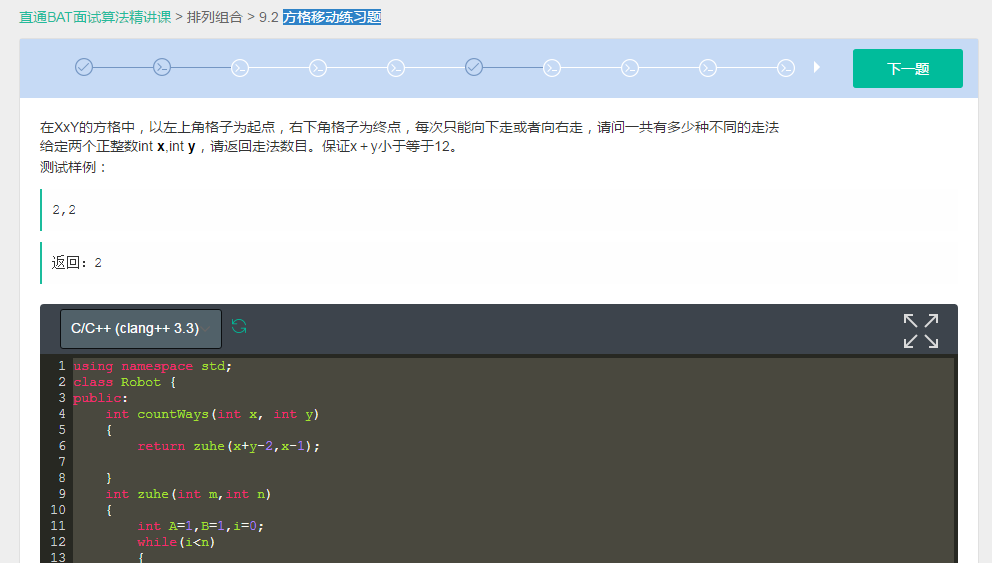 直通BAT面试算法精讲课 > 排列组合 > 9.2 方格移动练习题
下一题
在XxY的方格中，以左上角格子为起点，右下角格子为终点，每次只能向下走或者向右走，请问一共有多少种不同的走法
给定两个正整数int x,int y，请返回走法数目。保证x＋y小于等于12。
测试样例：
2,2
返回：2
C/C++ (clang++ 3.3)
1 using namespace std;
2 class Robot {
3 public:
4 int countWays(int x, int y)
5 {
6 return zuhe(x+y-2,x-1);
7
8 }
9 int zuhe(int m,int n)
10 {
11 int A=1,B=1,i=0;
12 while(i<n)
13 {